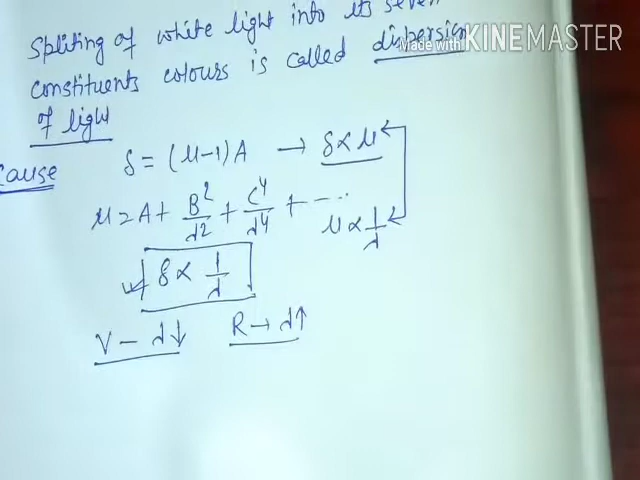 Spliting of white light into its seven
Made with KINEMASTER
constituents colours is called dispersion
of light
Cause δ = (μ-1) A → δ ∝ μ
μ = A + B²/λ2 + C⁴/λ4 + ---
μ ∝ 1/λ
δ ∝ 1/λ
V - λ↓ R → λ↑